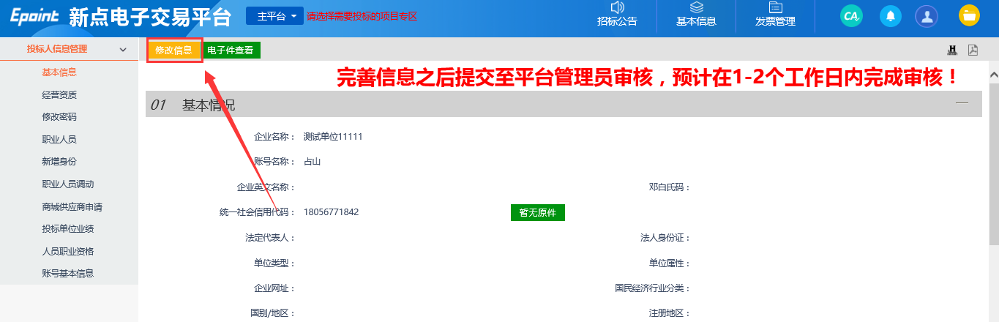 Epoint 新点电子交易平台 主平台 请选择需要投标的项目专区 招标公告 基本信息 发票管理 CA
投标人信息管理 修改信息 电子件查看
基本信息
经营资质
修改密码
职业人员
新增身份
职业人员调动
商城供应商申请
投标单位业绩
人员职业资格
账号基本信息
完善信息之后提交至平台管理员审核，预计在1-2个工作日内完成审核！
01 基本情况
企业名称： 测试单位11111
账号名称： 占山
企业英文名称： 邓白氏码：
统一社会信用代码： 18056771842 暂无原件
法定代表人： 法人身份证：
单位类型： 单位属性：
企业网址： 国民经济行业分类：
国别/地区： 注册地区：